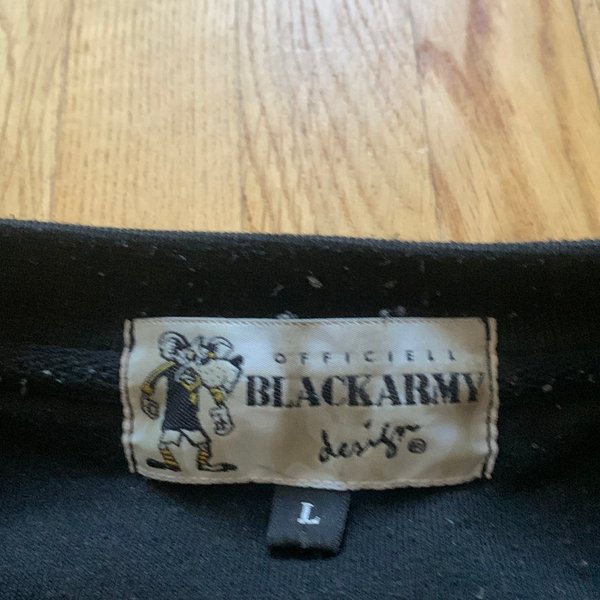 OFFICIELL
BLACKARMY
design ®
L